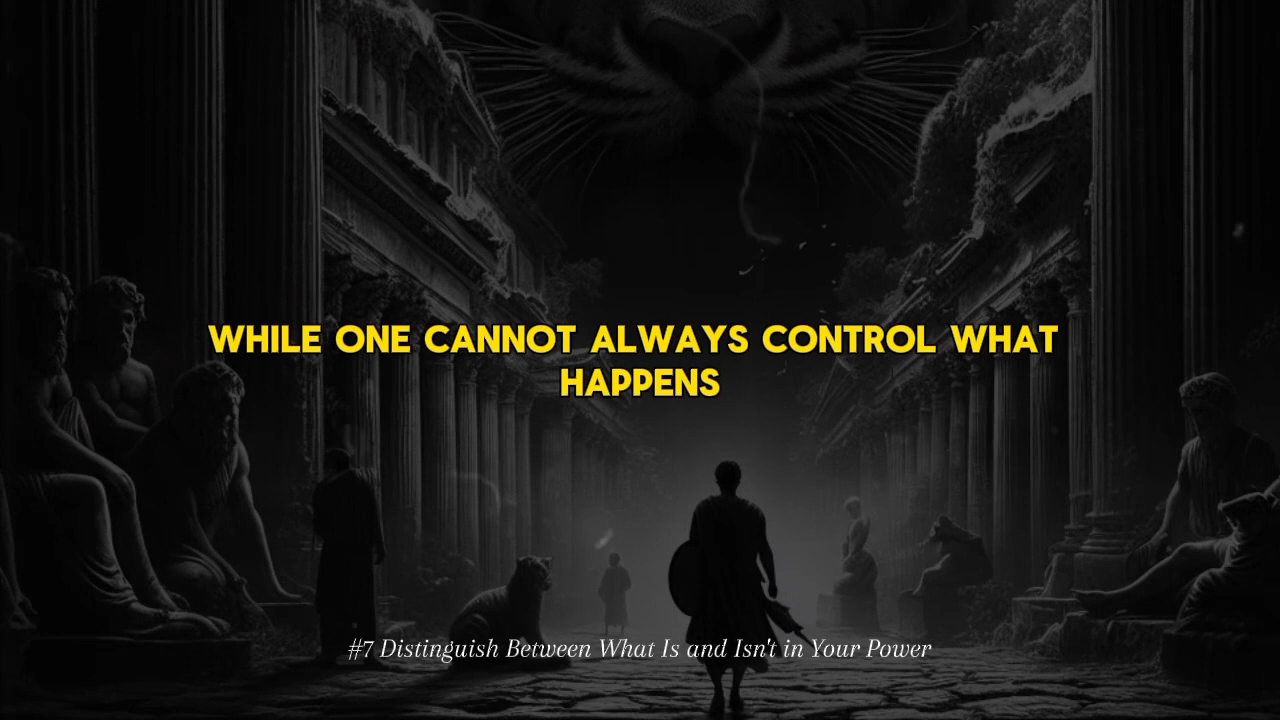 WHILE ONE CANNOT ALWAYS CONTROL WHAT
HAPPENS
#7 Distinguish Between What Is and Isn't in Your Power